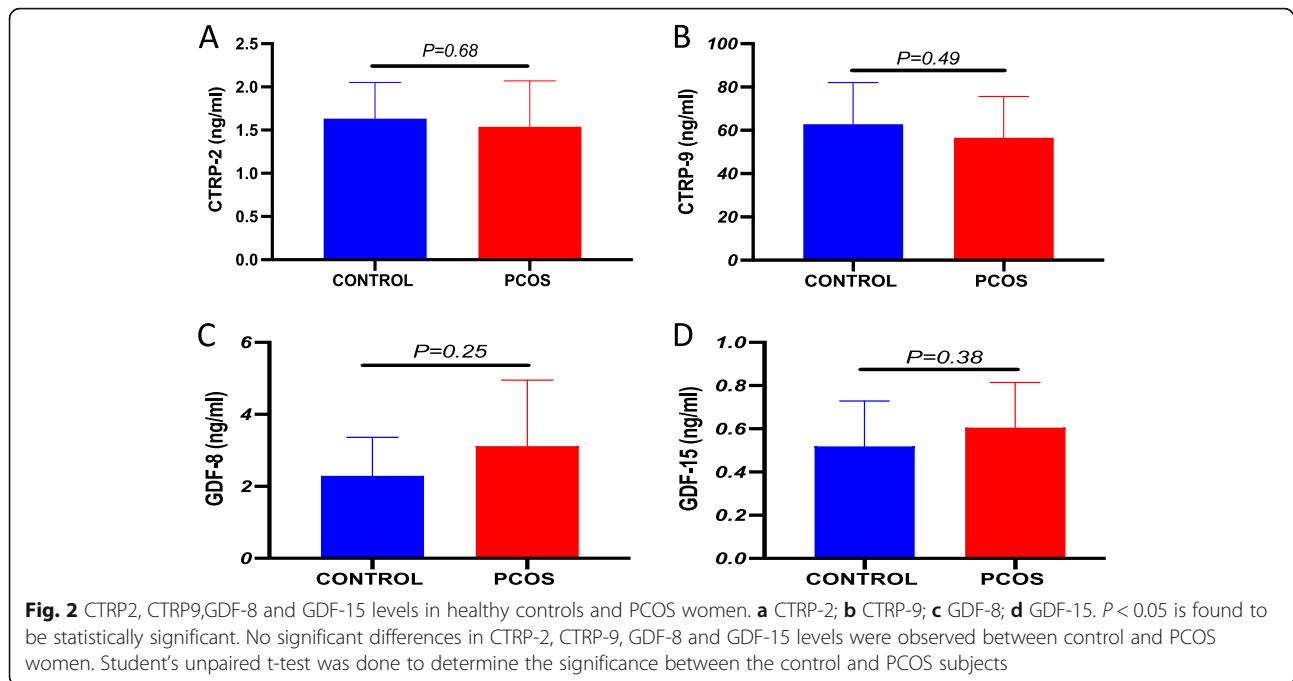 A
P=0.68
2.5
2.0
1.5
1.0
0.5
0.0
CTRP-2 (ng/ml)
CONTROL PCOS
B
P=0.49
100
80
60
40
20
0
CTRP-9 (ng/ml)
CONTROL PCOS
C
P=0.25
6
4
2
0
GDF-8 (ng/ml)
CONTROL PCOS
D
P=0.38
1.0
0.8
0.6
0.4
0.2
0.0
GDF-15 (ng/ml)
CONTROL PCOS
Fig. 2 CTRP2, CTRP9,GDF-8 and GDF-15 levels in healthy controls and PCOS women. a CTRP-2; b CTRP-9; c GDF-8; d GDF-15. P < 0.05 is found to
be statistically significant. No significant differences in CTRP-2, CTRP-9, GDF-8 and GDF-15 levels were observed between control and PCOS
women. Student's unpaired t-test was done to determine the significance between the control and PCOS subjects